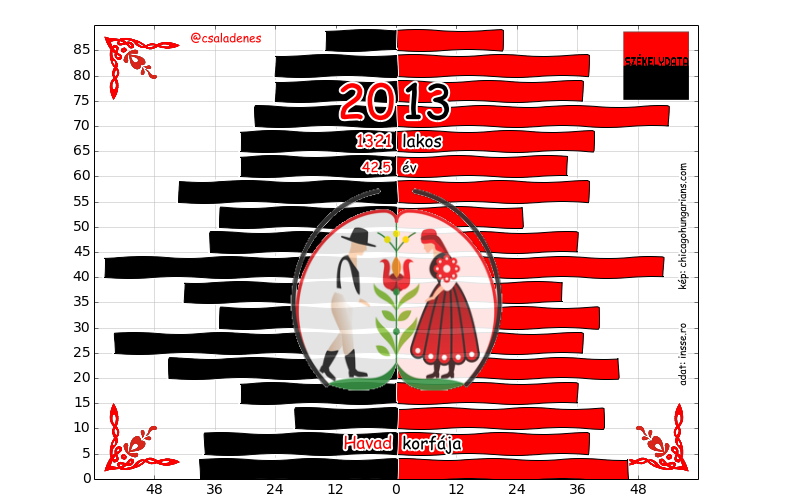 @csaladenes
SZÉKELYDATA
2013
1321 lakos
42.5 év
kép: chicagohungarians.com
adat: insse.ro
Havad korfája
85
80
75
70
65
60
55
50
45
40
35
30
25
20
15
10
5
0
48 36 24 12 0 12 24 36 48